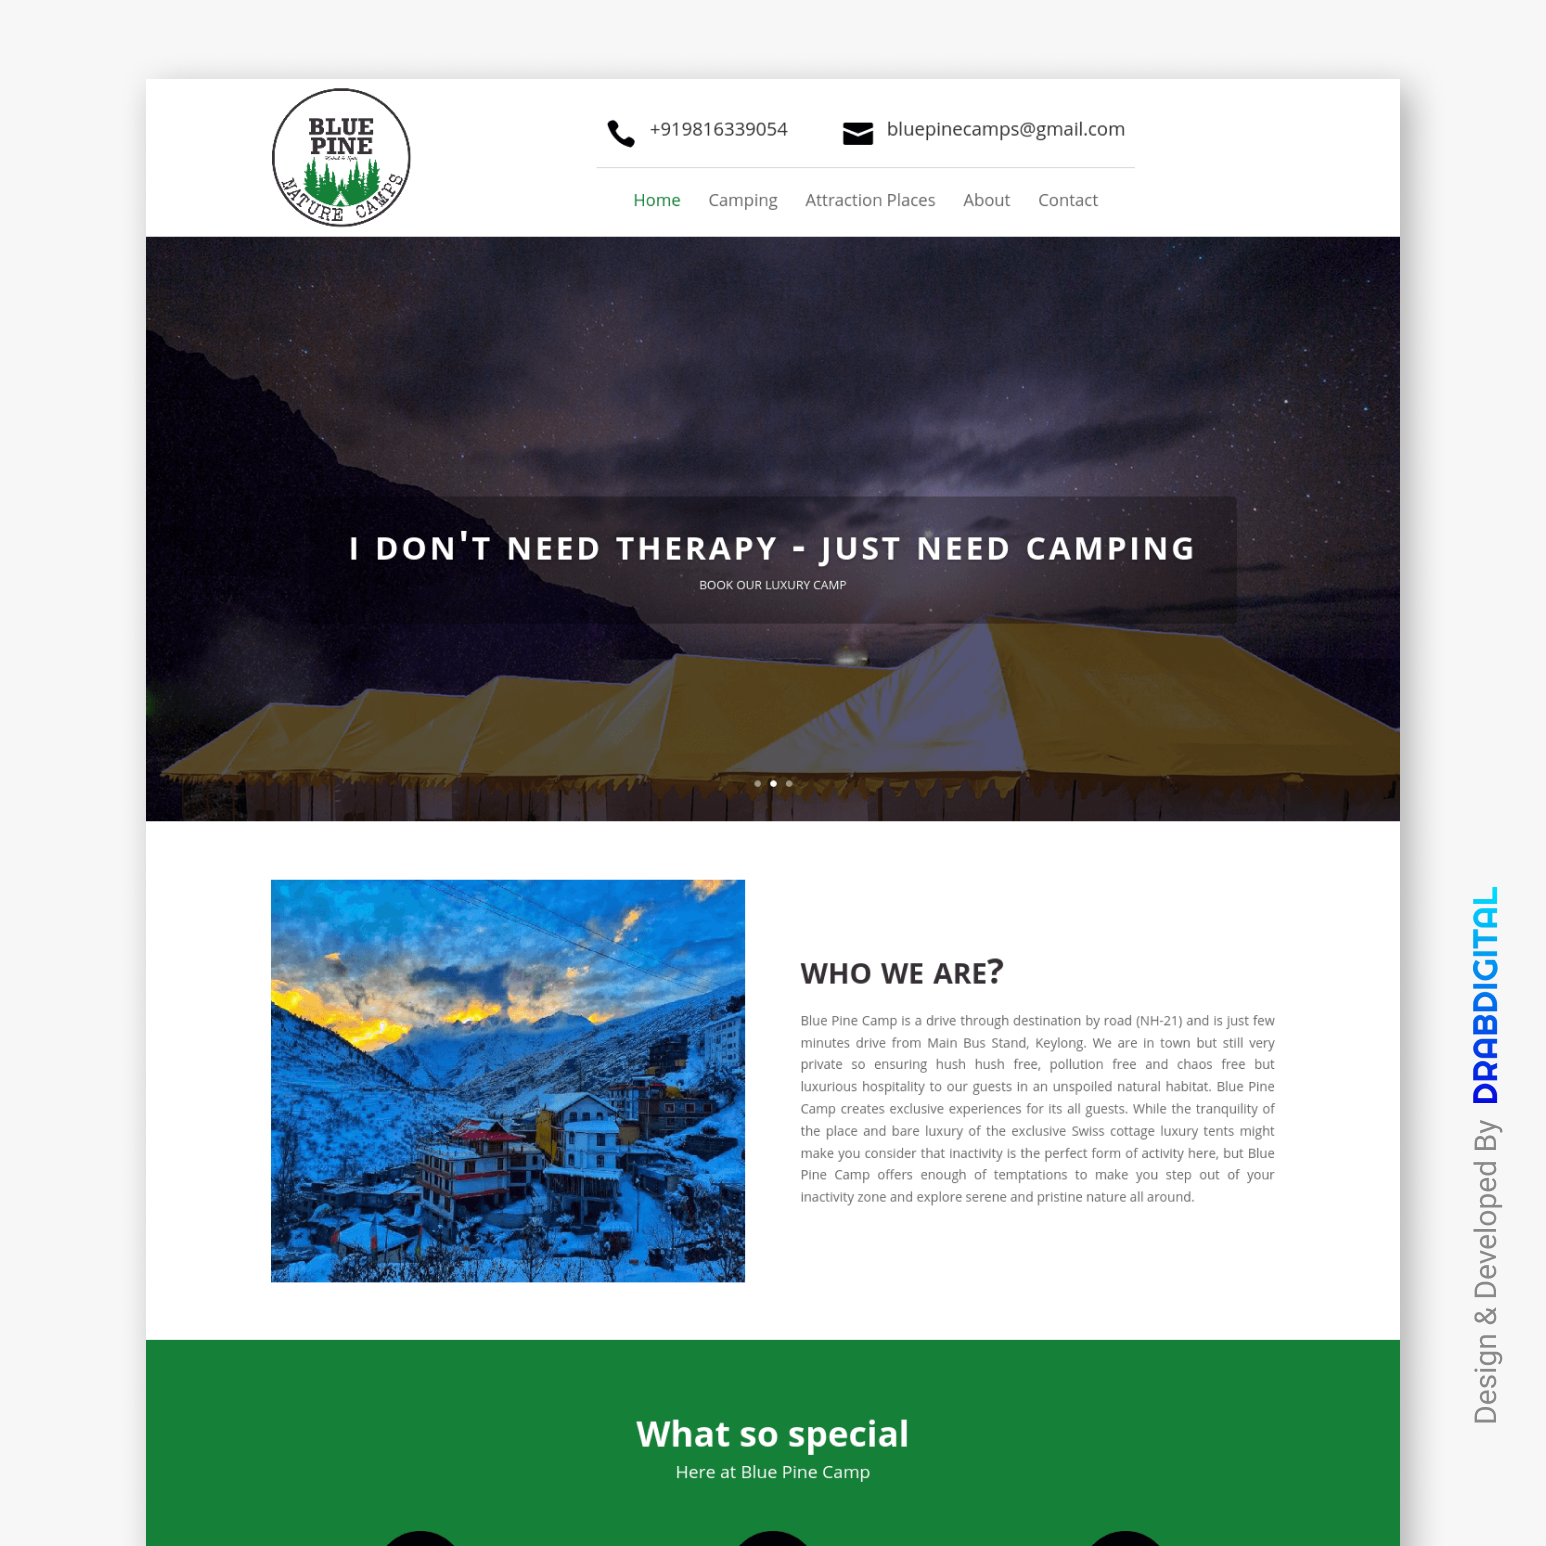 BLUE
PINE
NATURE CAMPS
+919816339054
bluepinecamps@gmail.com
Home Camping Attraction Places About Contact
I DON'T NEED THERAPY - JUST NEED CAMPING
BOOK OUR LUXURY CAMP
WHO WE ARE?
Blue Pine Camp is a drive through destination by road (NH-21) and is just few
minutes drive from Main Bus Stand, Keylong. We are in town but still very
private so ensuring hush hush free, pollution free and chaos free but
luxurious hospitality to our guests in an unspoiled natural habitat. Blue Pine
Camp creates exclusive experiences for its all guests. While the tranquility of
the place and bare luxury of the exclusive Swiss cottage luxury tents might
make you consider that inactivity is the perfect form of activity here, but Blue
Pine Camp offers enough of temptations to make you step out of your
inactivity zone and explore serene and pristine nature all around.
What so special
Here at Blue Pine Camp
Design & Developed By DRABDIGITAL